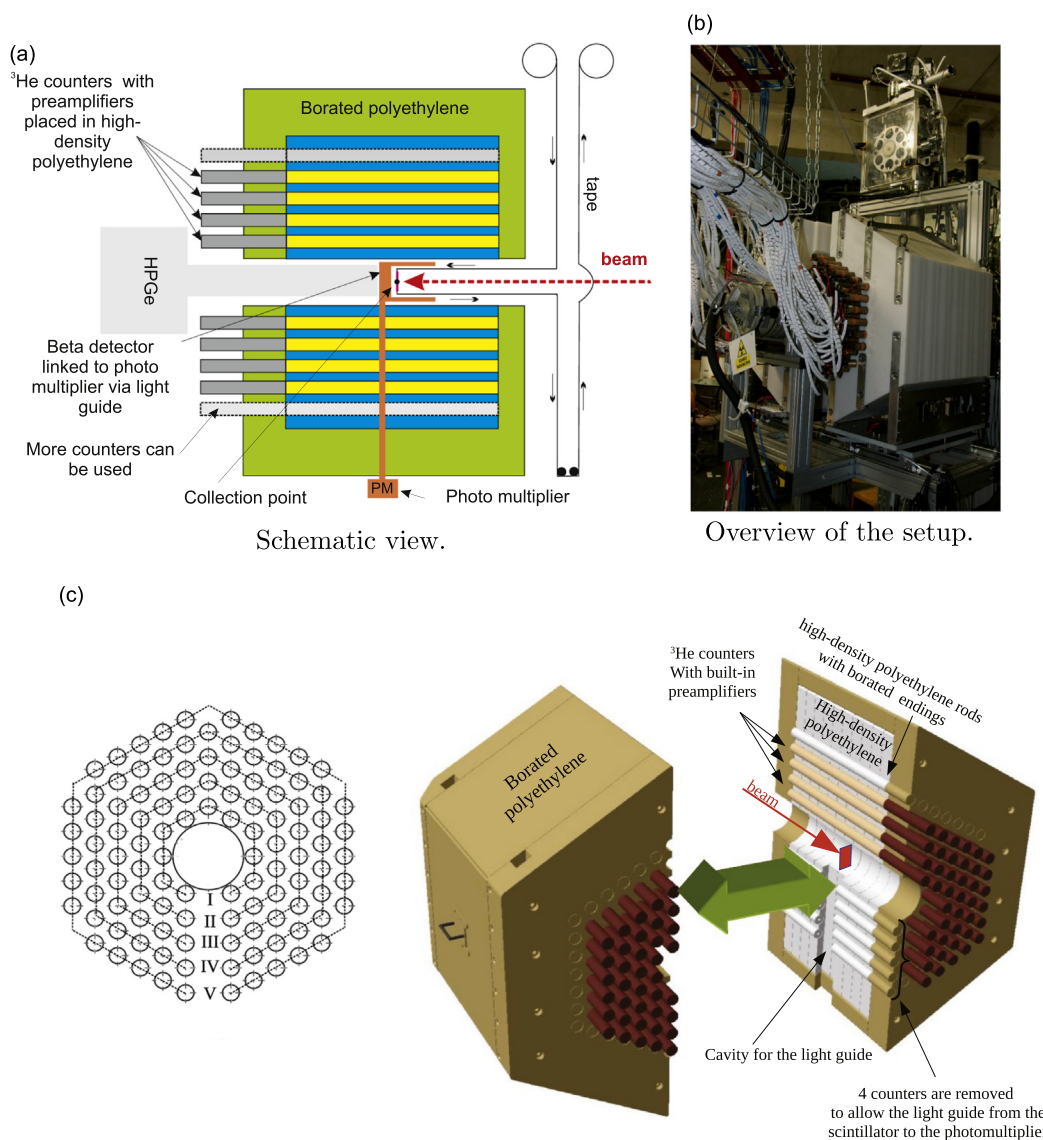 (a)
³He counters with
preamplifiers
placed in high-
density
polyethylene
Borated polyethylene
tape
HPGe
beam
Beta detector
linked to photo
multiplier via light
guide
More counters can
be used
Collection point
PM
Photo multiplier
Schematic view.
(b)
Overview of the setup.
(c)
I
II
III
IV
V
Borated
polyethylene
³He counters
With built-in
preamplifiers
high-density polyethylene rods
with borated endings
High-density
polyethylene
beam
Cavity for the light guide
4 counters are removed
to allow the light guide from the
scintillator to the photomultiplie